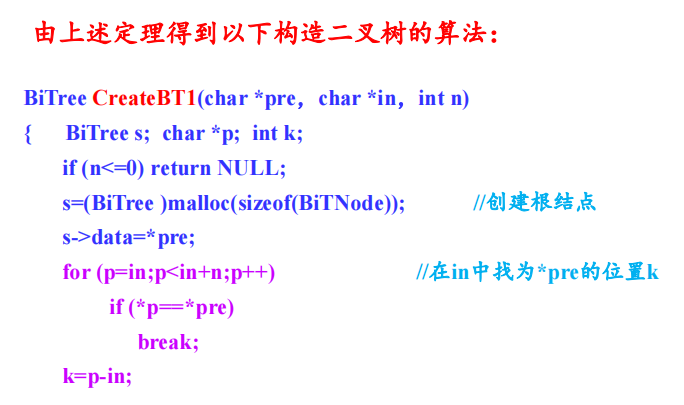 由上述定理得到以下构造二叉树的算法：
BiTree CreateBT1(char *pre，char *in，int n)
{ BiTree s; char *p; int k;
if (n<=0) return NULL;
s=(BiTree )malloc(sizeof(BiTNode)); //创建根结点
s->data=*pre;
for (p=in;p<in+n;p++) //在in中找为*pre的位置k
if (*p==*pre)
break;
k=p-in;